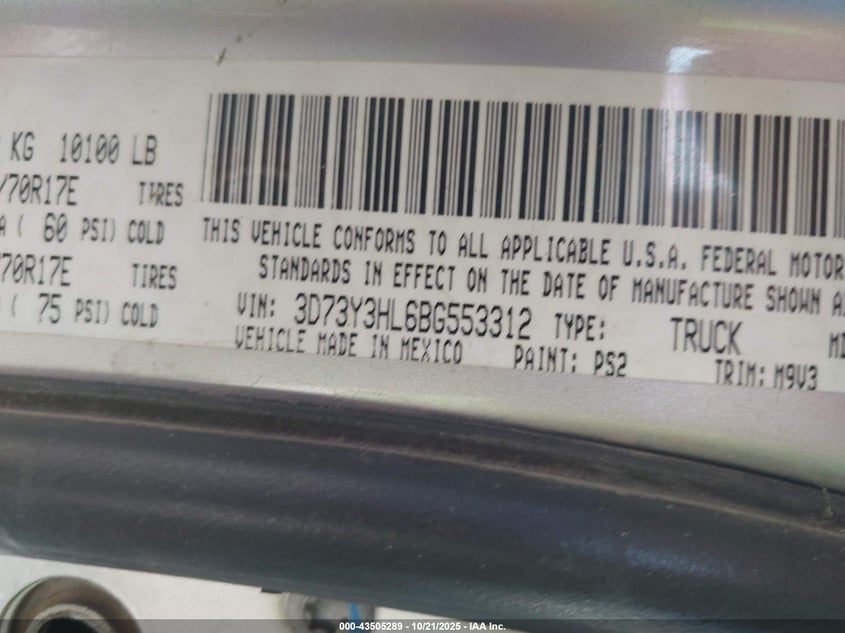 KG 10100 LB
/70R17E TIRES
A ( 60 PSI) COLD
/70R17E TIRES
( 75 PSI) COLD
THIS VEHICLE CONFORMS TO ALL APPLICABLE U.S.A. FEDERAL MOTOR
STANDARDS IN EFFECT ON THE DATE OF MANUFACTURE SHOWN
VIN: 3D73Y3HL6BG553312 TYPE: TRUCK
VEHICLE MADE IN MEXICO PAINT: PS2 TRIM: M9V3
000-43505289 - 10/21/2025 - IAA Inc.